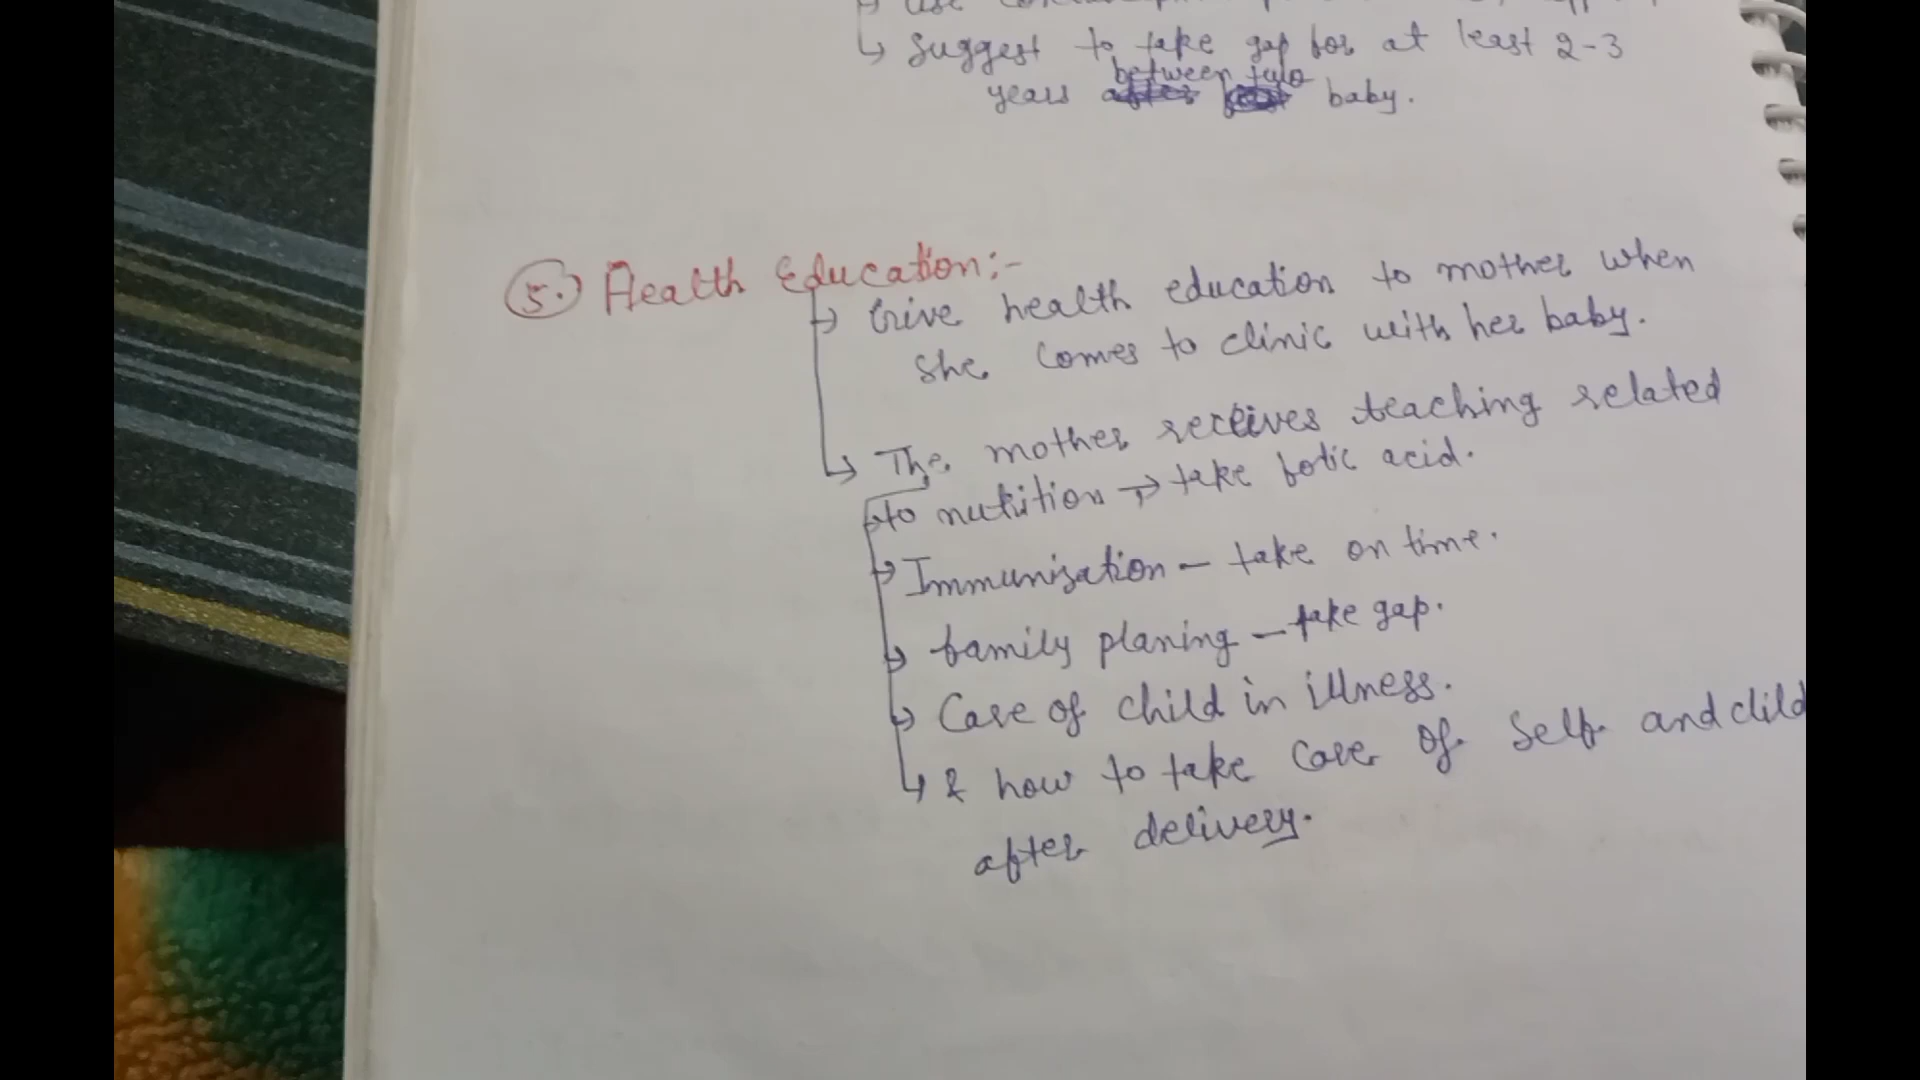 use
↳ Suggest to take gap for at least 2-3
between two
years after baby.
5. Health Education:-
→ Give health education to mother when
she comes to clinic with her baby.
↳ The mother receives teaching related
→ to nutrition → take folic acid.
→ Immunisation – take on time.
→ family planing – take gap.
→ Care of child in illness.
↳ & how to take care of self and child
after delivery.